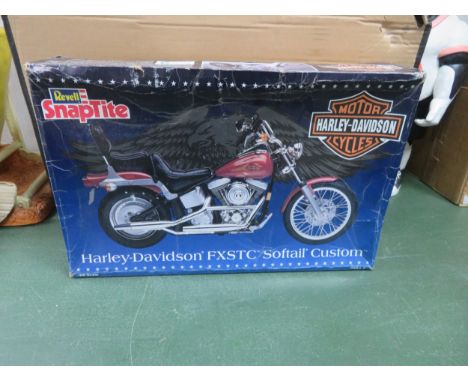 Revell
SnapTite
MOTOR
HARLEY-DAVIDSON
CYCLES
Harley-Davidson® FXSTC® Softail® Custom